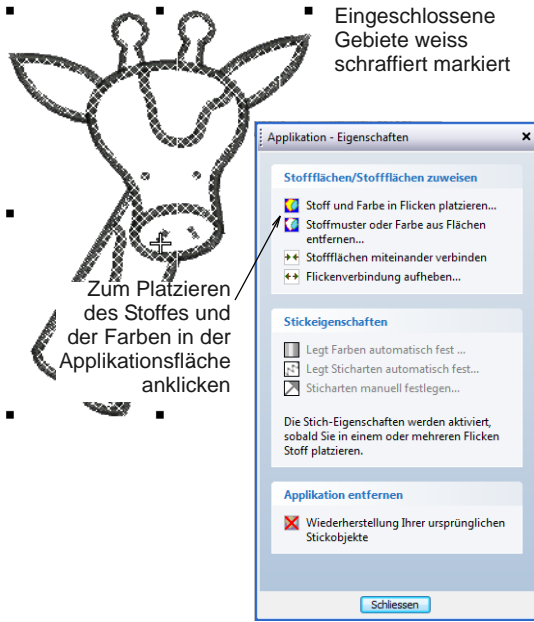 Eingeschlossene
Gebiete weiss
schraffiert markiert
Applikation - Eigenschaften
Stoffflächen/Stoffflächen zuweisen
Stoff und Farbe in Flicken platzieren...
Stoffmuster oder Farbe aus Flächen
entfernen...
Stoffflächen miteinander verbinden
Flickenverbindung aufheben...
Zum Platzieren
des Stoffes und
der Farben in der
Applikationsfläche
anklicken
Stickeigenschaften
Legt Farben automatisch fest ...
Legt Sticharten automatisch fest...
Sticharten manuell festlegen...
Die Stich-Eigenschaften werden aktiviert,
sobald Sie in einem oder mehreren Flicken
Stoff platzieren.
Applikation entfernen
Wiederherstellung Ihrer ursprünglichen
Stickobjekte
Schliessen